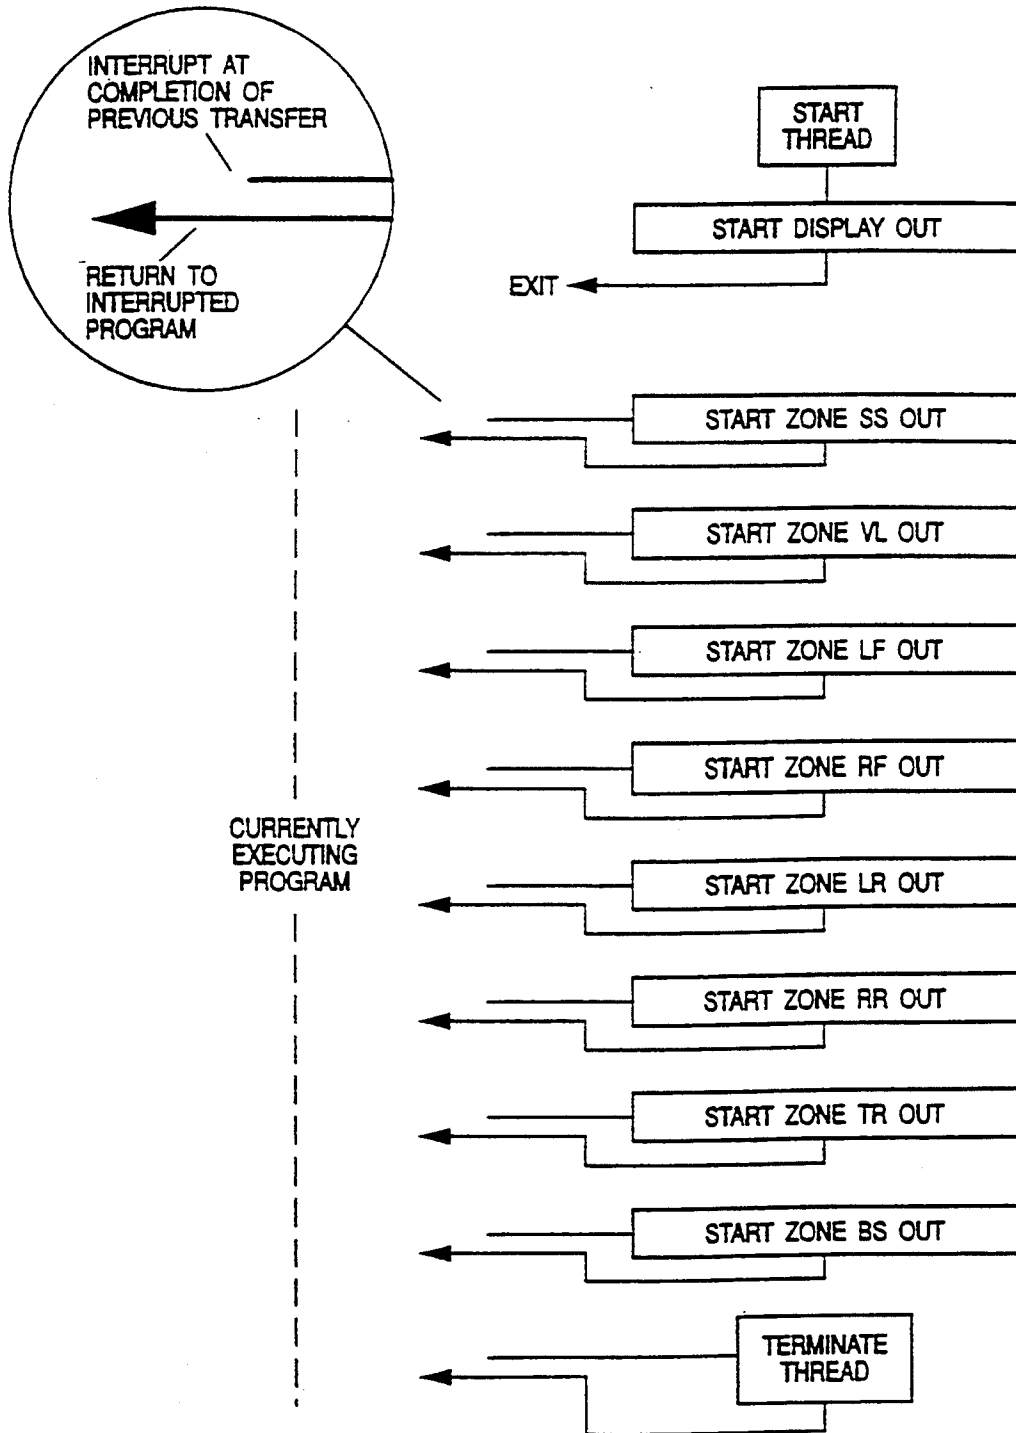 INTERRUPT AT
COMPLETION OF
PREVIOUS TRANSFER
RETURN TO
INTERRUPTED
PROGRAM
START
THREAD
START DISPLAY OUT
EXIT
START ZONE SS OUT
START ZONE VL OUT
START ZONE LF OUT
START ZONE RF OUT
CURRENTLY
EXECUTING
PROGRAM
START ZONE LR OUT
START ZONE RR OUT
START ZONE TR OUT
START ZONE BS OUT
TERMINATE
THREAD